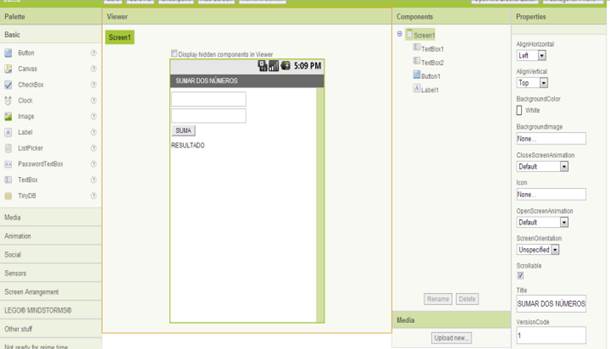 Palette
Basic
Button
Canvas
CheckBox
Clock
Image
Label
ListPicker
PasswordTextBox
TextBox
TinyDB
Media
Animation
Social
Sensors
Screen Arrangement
LEGO® MINDSTORMS®
Other stuff
Not ready for prime time
Viewer
Screen1
Display hidden components in Viewer
5:09 PM
SUMAR DOS NÚMEROS
SUMA
RESULTADO
Components
Screen1
TextBox1
TextBox2
Button1
Label1
Rename Delete
Media
Upload new...
Properties
AlignHorizontal
Left
AlignVertical
Top
BackgroundColor
White
BackgroundImage
None...
CloseScreenAnimation
Default
Icon
None...
OpenScreenAnimation
Default
ScreenOrientation
Unspecified
Scrollable
Title
SUMAR DOS NÚMEROS
VersionCode
1